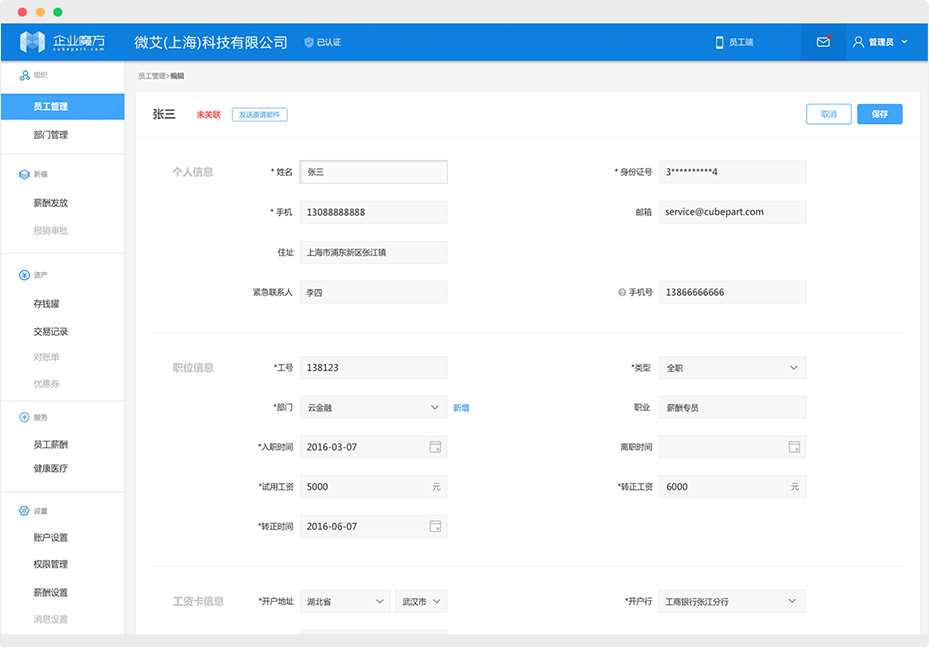 企业魔方
cubepart.com
微艾(上海)科技有限公司
已认证
员工端
管理员
组织
员工管理
部门管理
新福
薪酬发放
报销审批
资产
存钱罐
交易记录
对账单
优惠券
服务
员工薪酬
健康医疗
设置
账户设置
权限管理
薪酬设置
消息设置
员工管理>编辑
张三 未关联 发送邀请邮件 取消 保存
个人信息 * 姓名 张三 * 身份证号 3**********4
* 手机 13088888888 邮箱 service@cubepart.com
住址 上海市浦东新区张江镇
紧急联系人 李四 手机号 13866666666
职位信息 *工号 138123 *类型 全职
*部门 云金融 新增 职业 薪酬专员
*入职时间 2016-03-07 离职时间
*试用工资 5000 元 *转正工资 6000 元
*转正时间 2016-06-07
工资卡信息 *开户地址 湖北省 武汉市 *开户行 工商银行张江分行